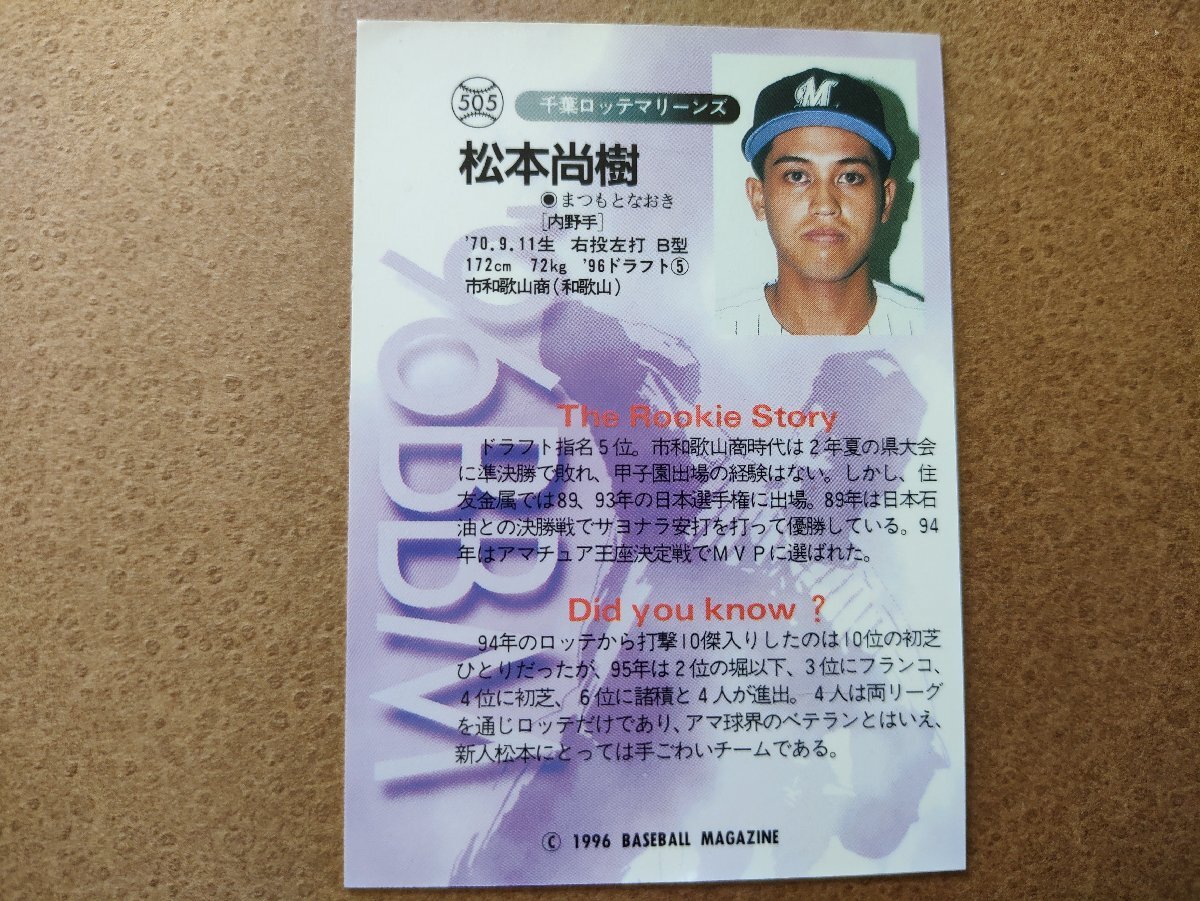 505 千葉ロッテマリーンズ
M
松本尚樹
◉まつもとなおき
[内野手]
'70.9.11生 右投左打 B型
172cm 72kg '96ドラフト⑤
市和歌山商(和歌山)
'96BBM
The Rookie Story
ドラフト指名5位。市和歌山商時代は2年夏の県大会
に準決勝で敗れ、甲子園出場の経験はない。しかし、住
友金属では89、93年の日本選手権に出場。89年は日本石
油との決勝戦でサヨナラ安打を打って優勝している。94
年はアマチュア王座決定戦でMVPに選ばれた。
Did you know ?
94年のロッテから打撃10傑入りしたのは10位の初芝
ひとりだったが、95年は2位の堀以下、3位にフランコ、
4位に初芝、6位に諸積と4人が進出。4人は両リーグ
を通じロッテだけであり、アマ球界のベテランとはいえ、
新人松本にとっては手ごわいチームである。
© 1996 BASEBALL MAGAZINE